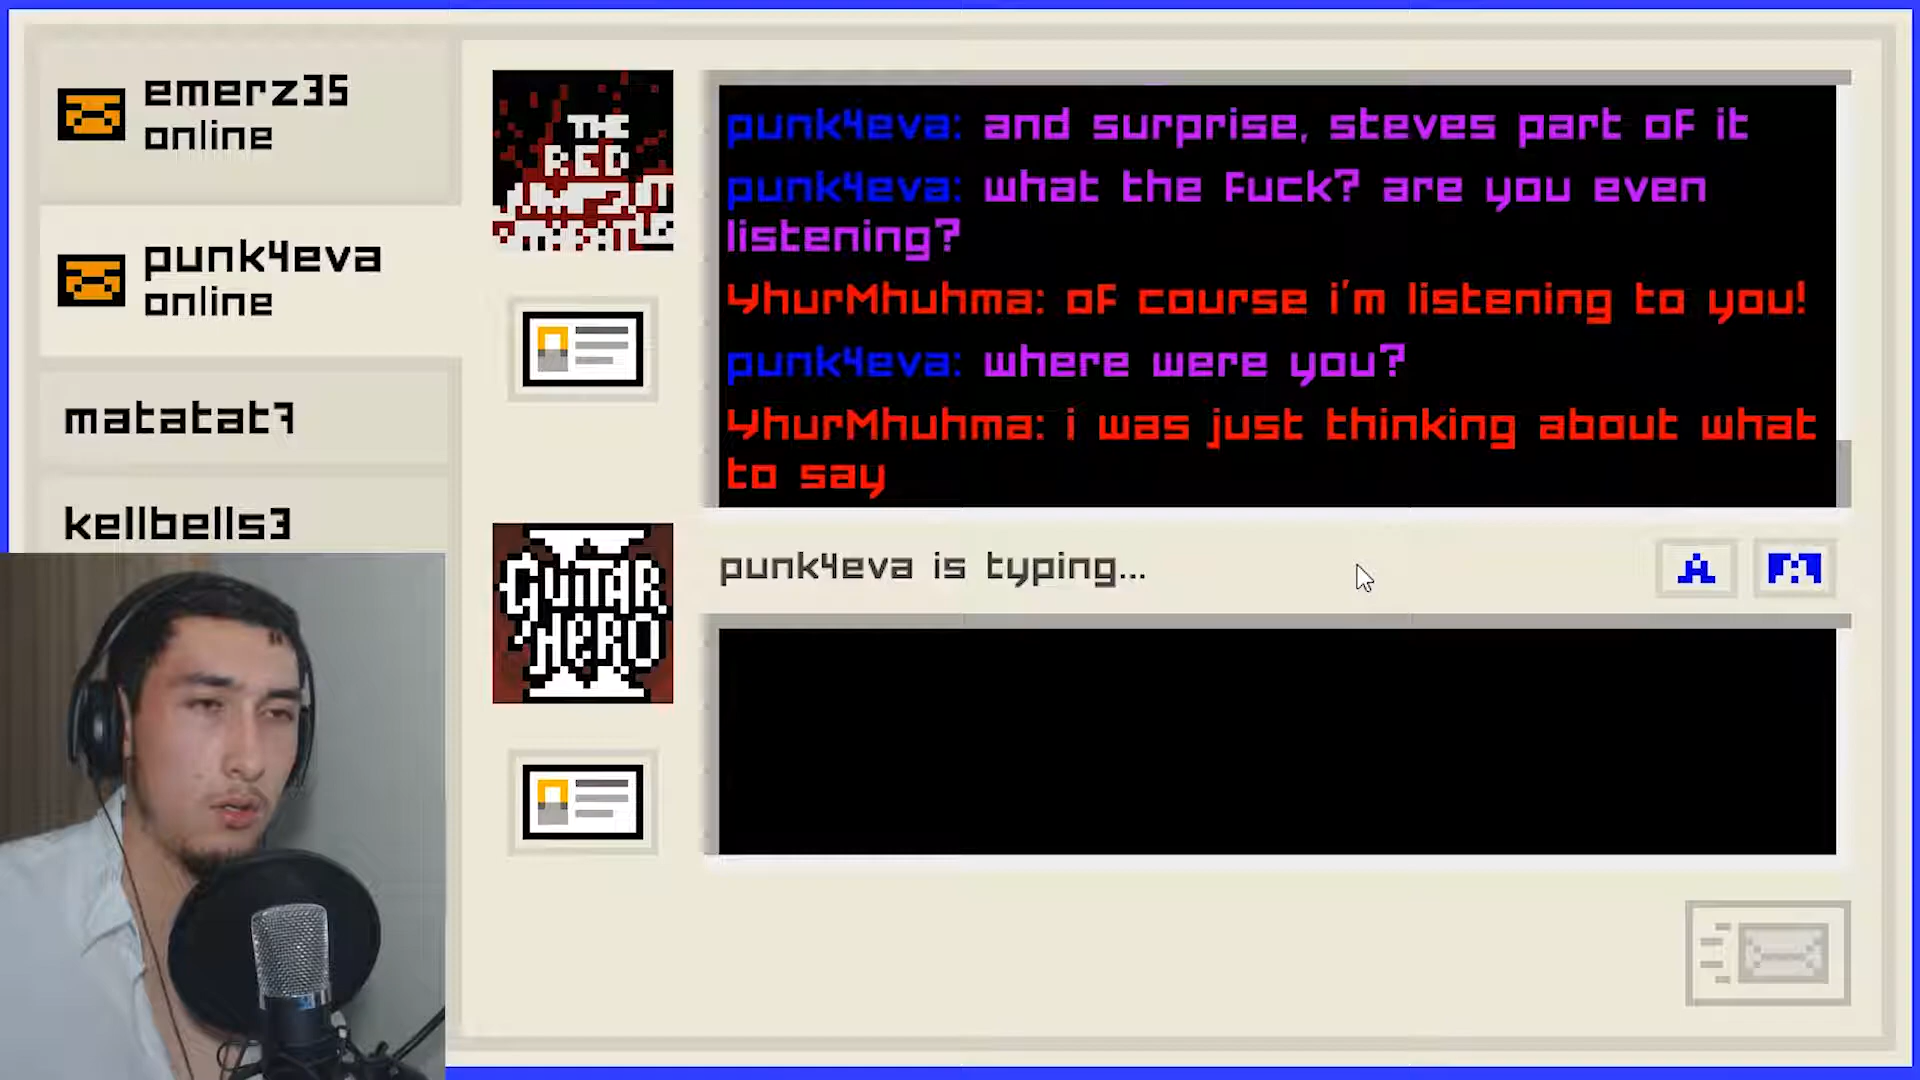 emerz35
online
punk4eva
online
matatat7
kellbells3
THE
RED
punk4eva: and surprise, steves part of it
punk4eva: what the fuck? are you even
listening?
YhurMhuhma: of course i'm listening to you!
punk4eva: where were you?
YhurMhuhma: i was just thinking about what
to say
GUITAR
HERO
punk4eva is typing...
A